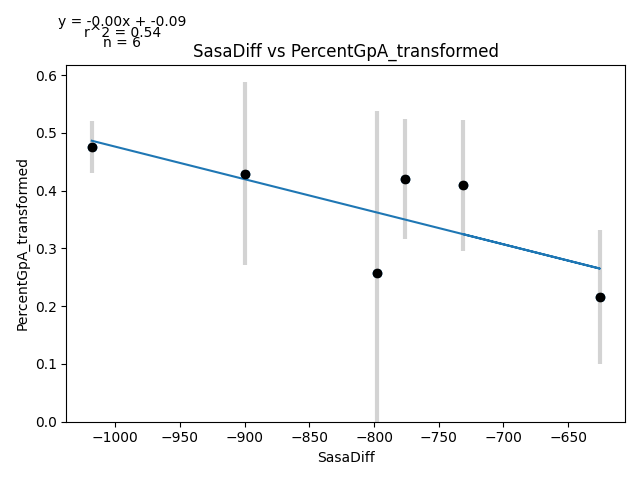 y = -0.00x + -0.09
r^2 = 0.54
n = 6
SasaDiff vs PercentGpA_transformed
0.6
0.5
0.4
0.3
0.2
0.1
0.0
PercentGpA_transformed
−1000 −950 −900 −850 −800 −750 −700 −650
SasaDiff